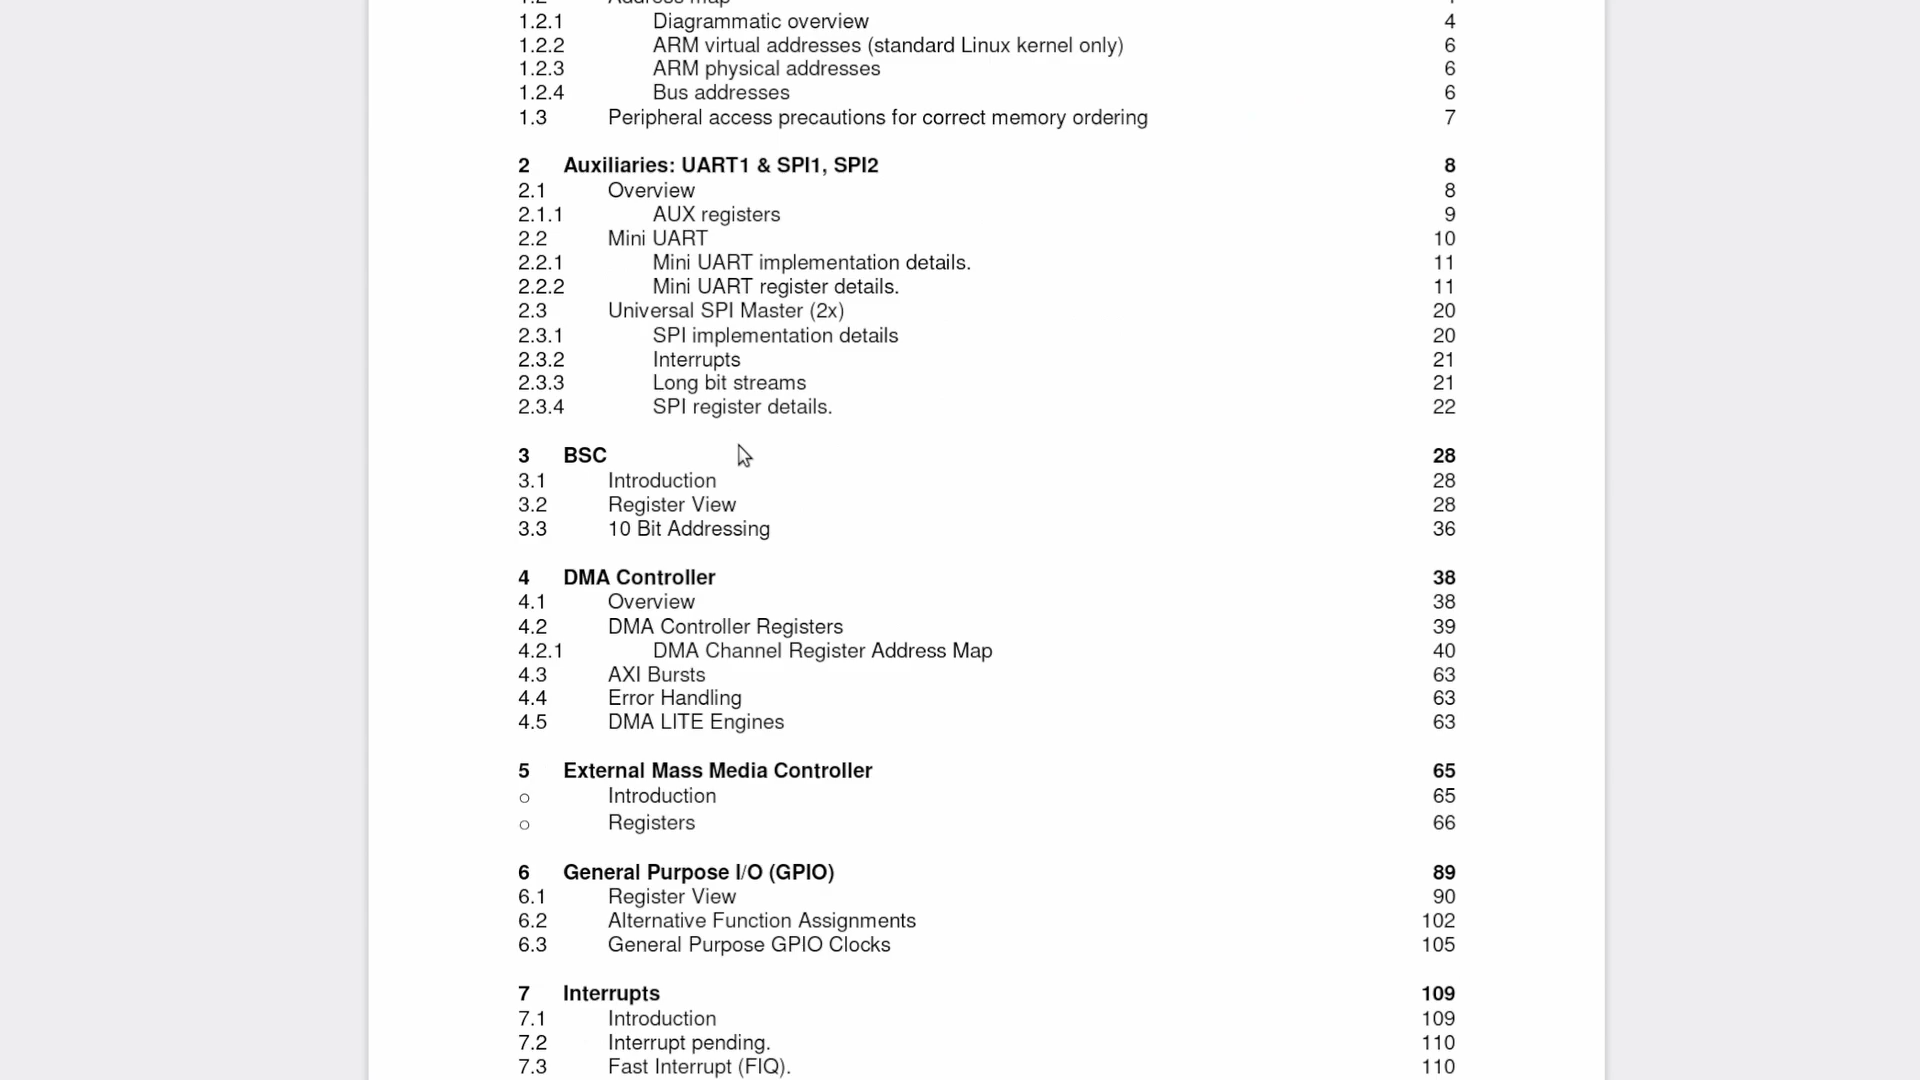 1.2 Address map 4
1.2.1 Diagrammatic overview 4
1.2.2 ARM virtual addresses (standard Linux kernel only) 6
1.2.3 ARM physical addresses 6
1.2.4 Bus addresses 6
1.3 Peripheral access precautions for correct memory ordering 7
2 Auxiliaries: UART1 & SPI1, SPI2 8
2.1 Overview 8
2.1.1 AUX registers 9
2.2 Mini UART 10
2.2.1 Mini UART implementation details. 11
2.2.2 Mini UART register details. 11
2.3 Universal SPI Master (2x) 20
2.3.1 SPI implementation details 20
2.3.2 Interrupts 21
2.3.3 Long bit streams 21
2.3.4 SPI register details. 22
3 BSC 28
3.1 Introduction 28
3.2 Register View 28
3.3 10 Bit Addressing 36
4 DMA Controller 38
4.1 Overview 38
4.2 DMA Controller Registers 39
4.2.1 DMA Channel Register Address Map 40
4.3 AXI Bursts 63
4.4 Error Handling 63
4.5 DMA LITE Engines 63
5 External Mass Media Controller 65
○ Introduction 65
○ Registers 66
6 General Purpose I/O (GPIO) 89
6.1 Register View 90
6.2 Alternative Function Assignments 102
6.3 General Purpose GPIO Clocks 105
7 Interrupts 109
7.1 Introduction 109
7.2 Interrupt pending. 110
7.3 Fast Interrupt (FIQ). 110